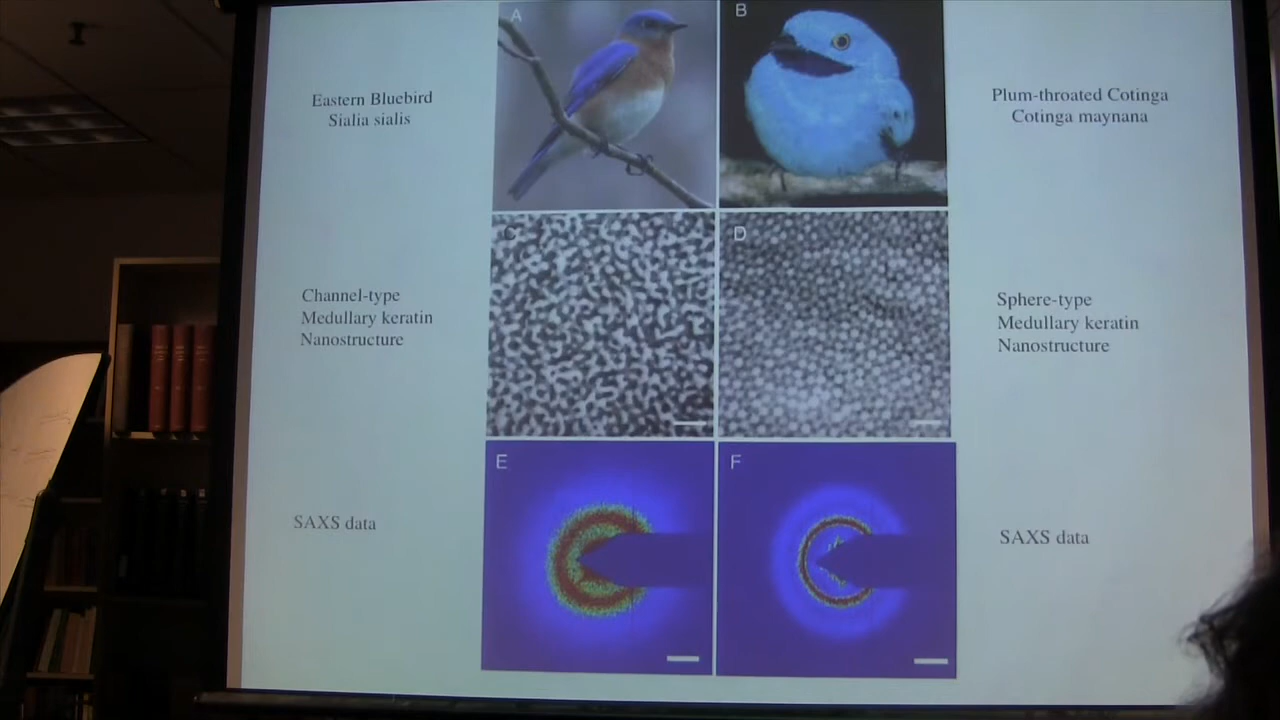 Eastern Bluebird
Sialia sialis
A
B
Plum-throated Cotinga
Cotinga maynana
Channel-type
Medullary keratin
Nanostructure
C
D
Sphere-type
Medullary keratin
Nanostructure
SAXS data
E
F
SAXS data